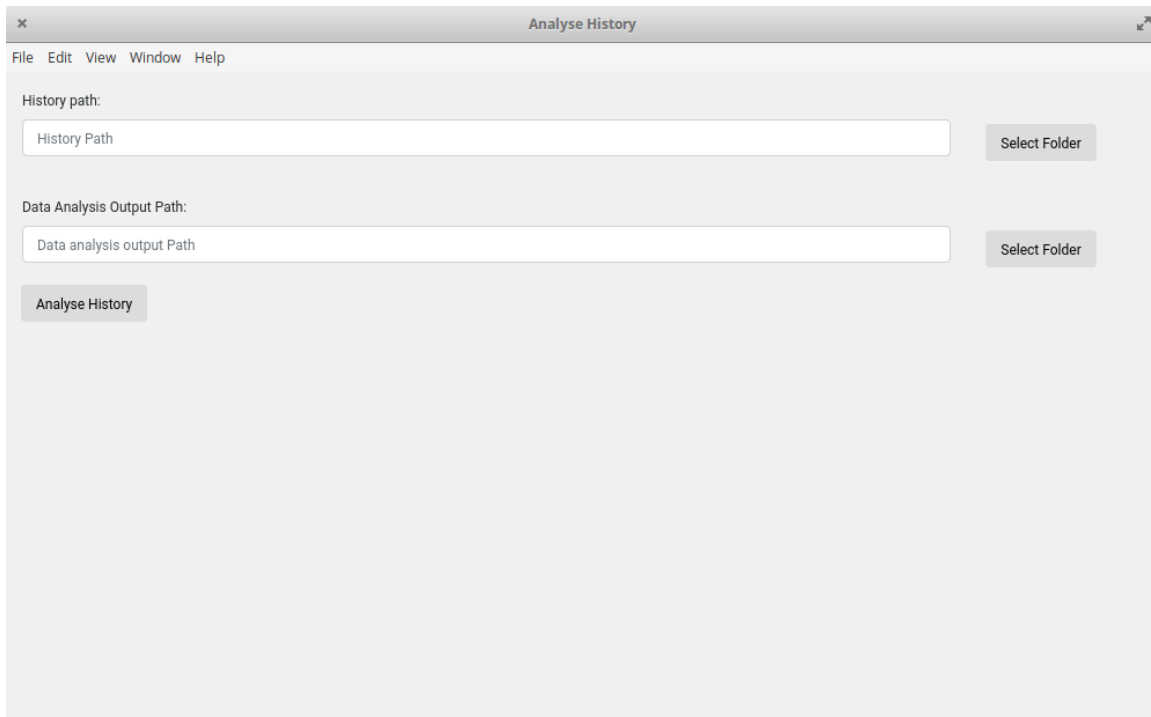 Analyse History
File Edit View Window Help
History path:
History Path
Select Folder
Data Analysis Output Path:
Data analysis output Path
Select Folder
Analyse History